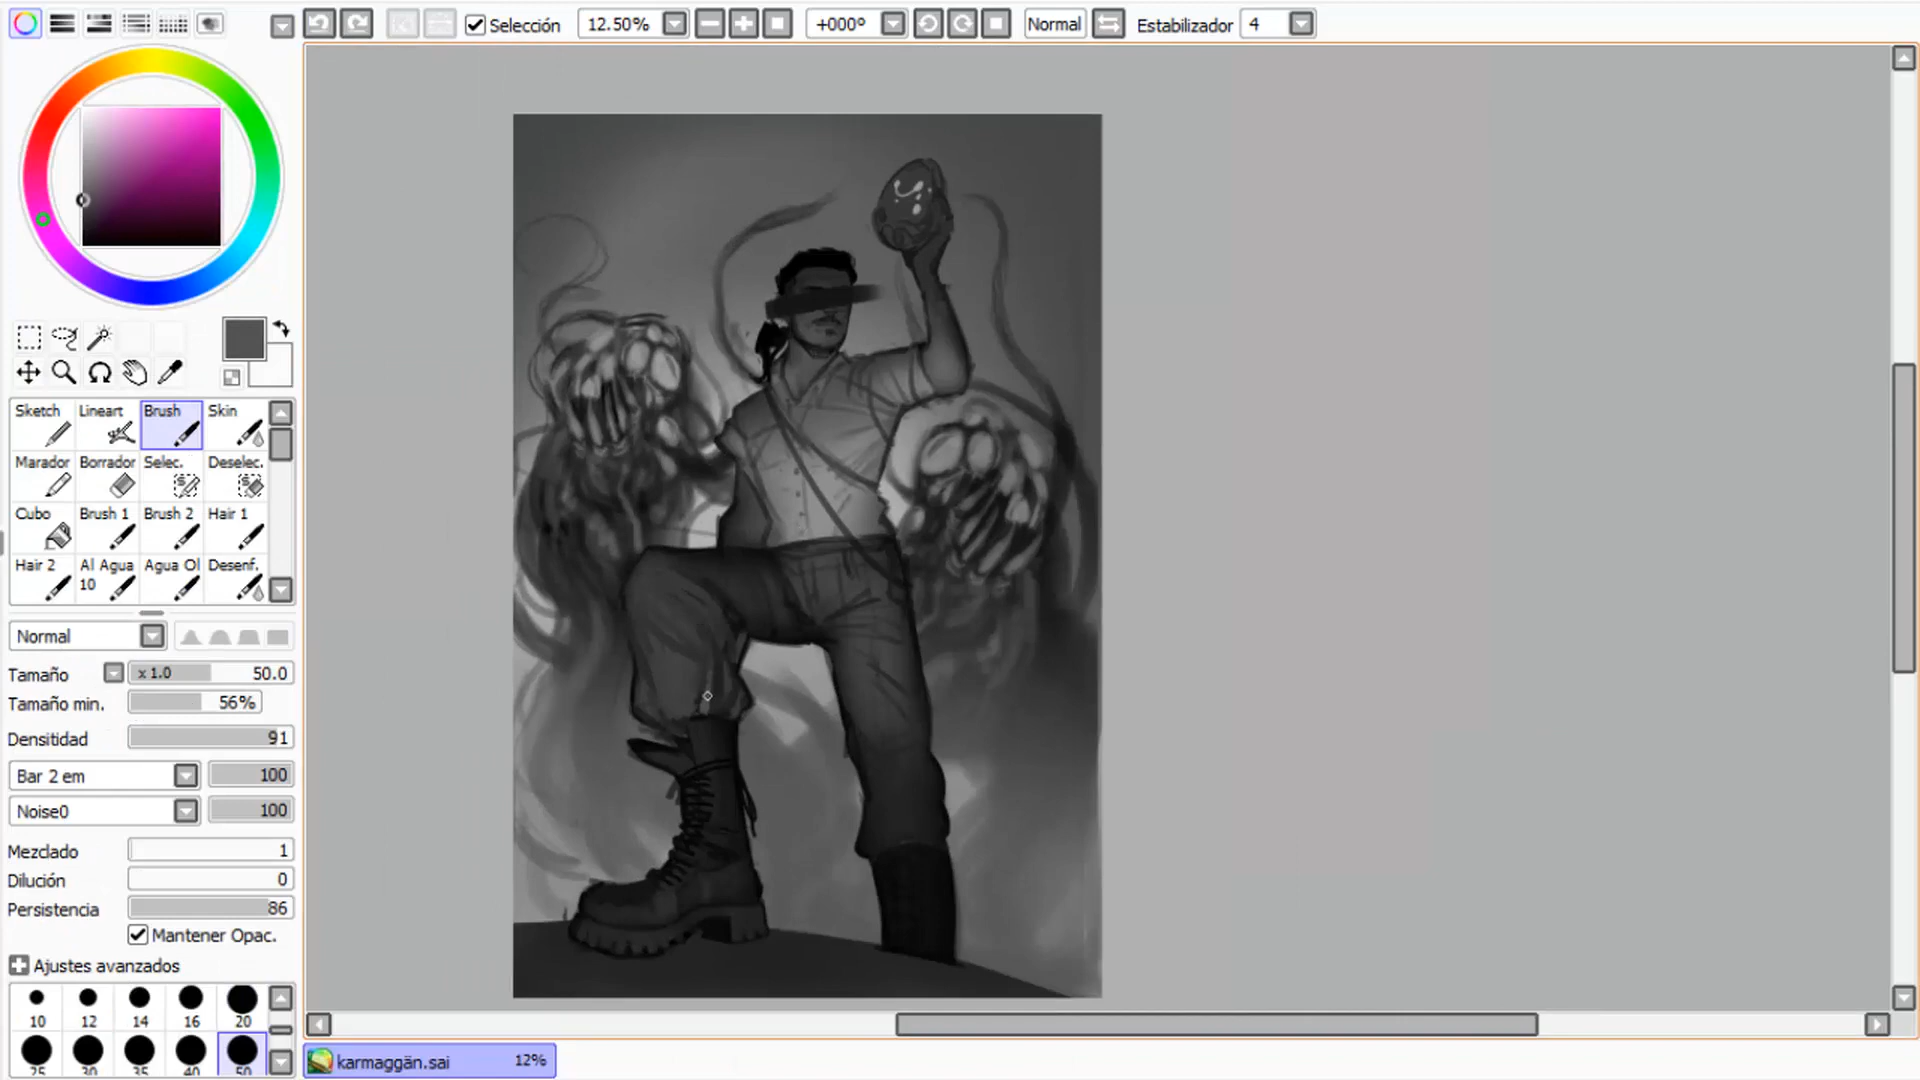 Selección 12.50% +000º Normal Estabilizador 4
Sketch Lineart Brush Skin
Marador Borrador Selec. Deselec.
Cubo Brush 1 Brush 2 Hair 1
Hair 2 Al Agua 10 Agua Ol Desenf.
Normal
Tamaño x 1.0 50.0
Tamaño min. 56%
Densitidad 91
Bar 2 em 100
Noise0 100
Mezclado 1
Dilución 0
Persistencia 86
Mantener Opac.
Ajustes avanzados
10 12 14 16 20
25 30 35 40 50
karmaggän.sai 12%